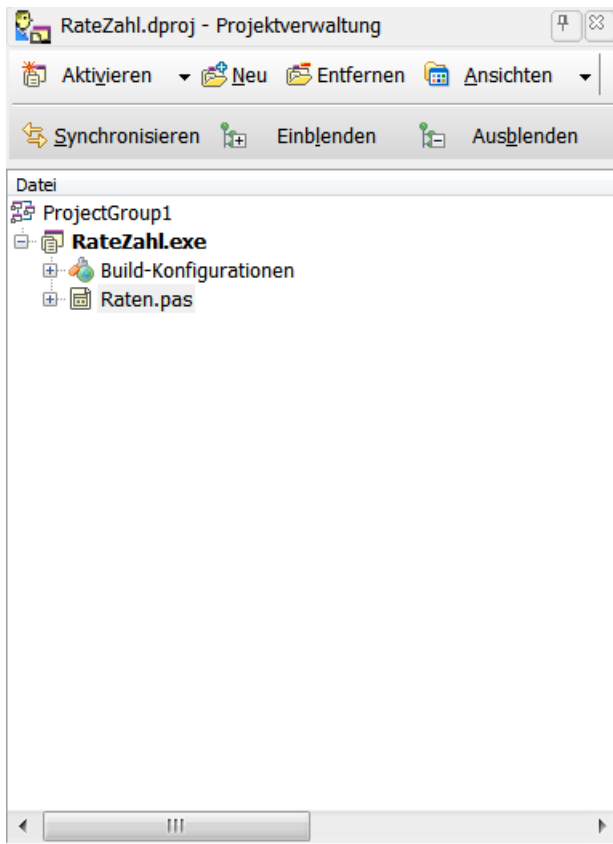 RateZahl.dproj - Projektverwaltung
Aktivieren Neu Entfernen Ansichten
Synchronisieren Einblenden Ausblenden
Datei
ProjectGroup1
RateZahl.exe
Build-Konfigurationen
Raten.pas